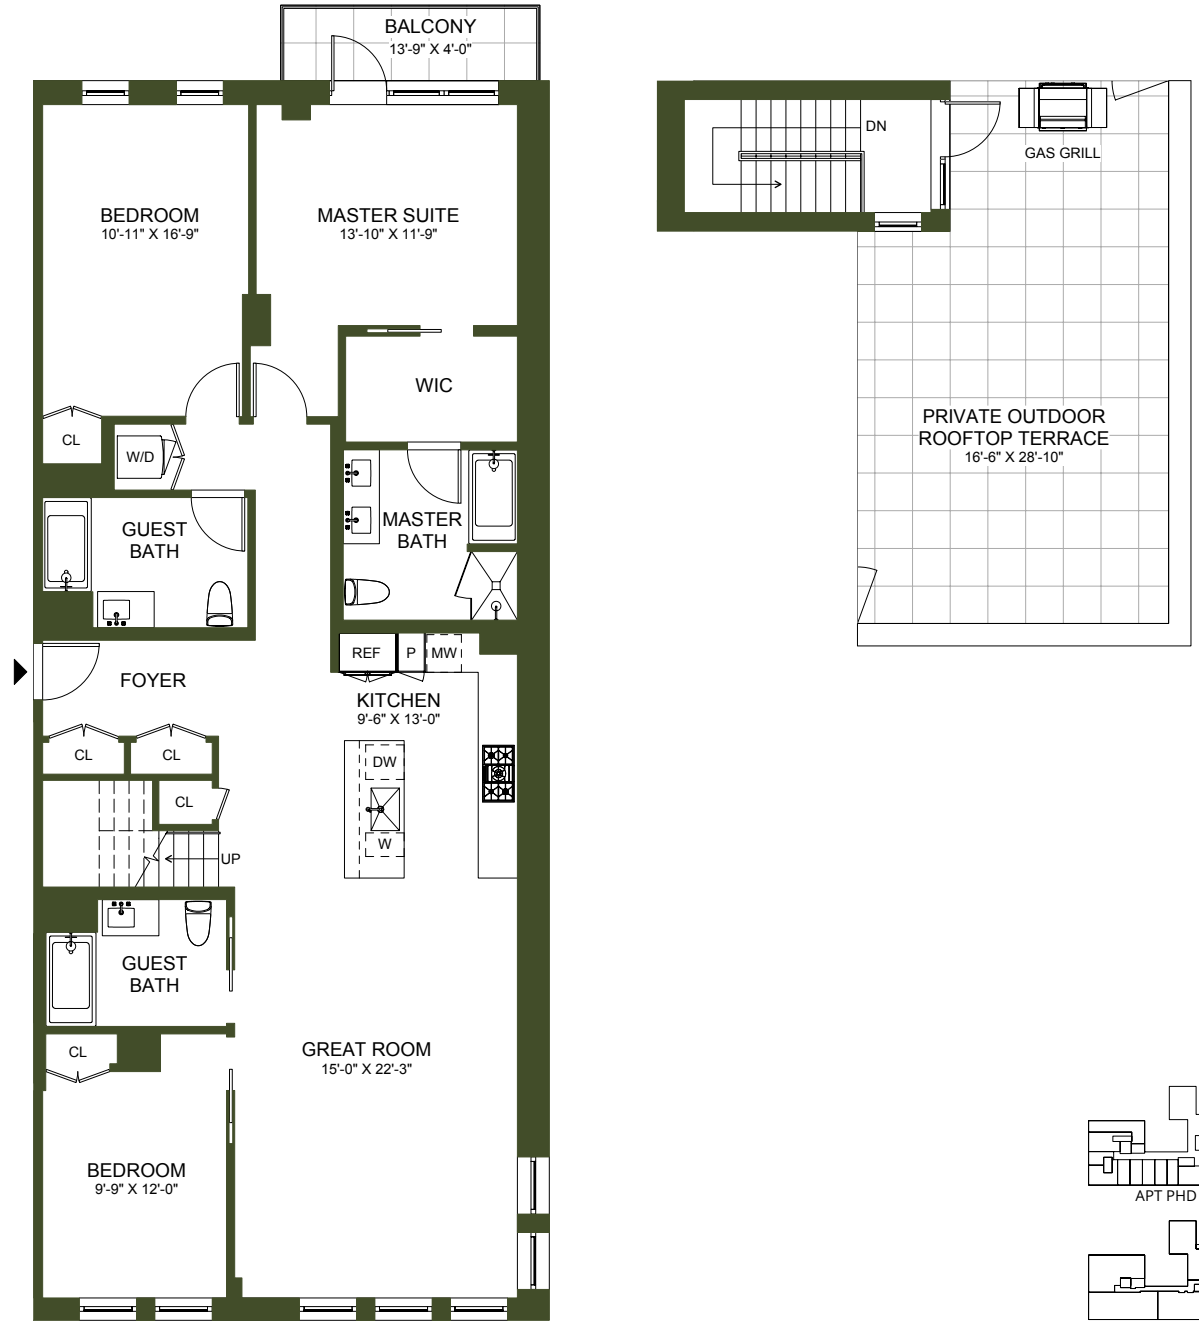 BALCONY
13'-9" X 4'-0"
BEDROOM
10'-11" X 16'-9"
MASTER SUITE
13'-10" X 11'-9"
DN
GAS GRILL
WIC
PRIVATE OUTDOOR
ROOFTOP TERRACE
16'-6" X 28'-10"
CL
W/D
GUEST
BATH
MASTER
BATH
REF
P
MW
FOYER
KITCHEN
9'-6" X 13'-0"
CL
CL
DW
CL
W
UP
GUEST
BATH
CL
GREAT ROOM
15'-0" X 22'-3"
BEDROOM
9'-9" X 12'-0"
APT PHD